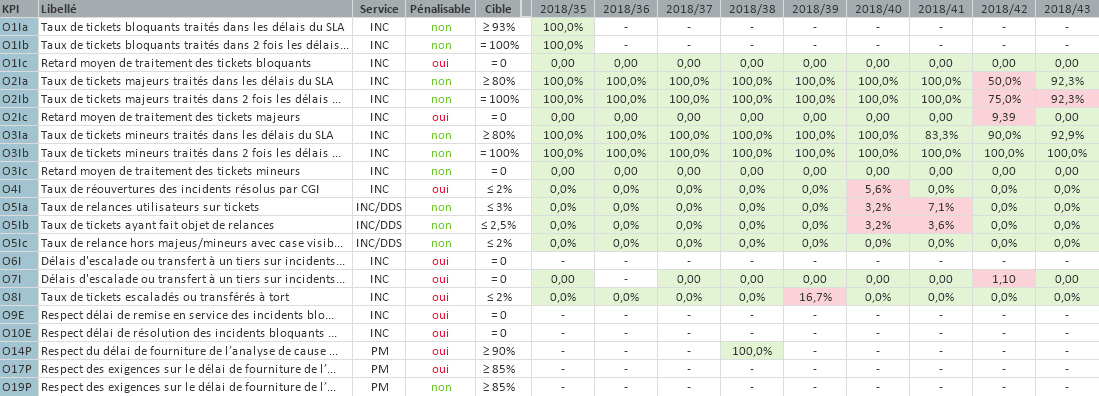 KPI Libellé Service Pénalisable Cible 2018/35 2018/36 2018/37 2018/38 2018/39 2018/40 2018/41 2018/42 2018/43
O1Ia Taux de tickets bloquants traités dans les délais du SLA INC non ≥ 93% 100,0% - - - - - - - -
O1Ib Taux de tickets bloquants traités dans 2 fois les délais... INC non = 100% 100,0% - - - - - - - -
O1Ic Retard moyen de traitement des tickets bloquants INC oui = 0 0,00 0,00 0,00 0,00 0,00 0,00 0,00 0,00 0,00
O2Ia Taux de tickets majeurs traités dans les délais du SLA INC non ≥ 80% 100,0% 100,0% 100,0% 100,0% 100,0% 100,0% 100,0% 50,0% 92,3%
O2Ib Taux de tickets majeurs traités dans 2 fois les délais ... INC non = 100% 100,0% 100,0% 100,0% 100,0% 100,0% 100,0% 100,0% 75,0% 92,3%
O2Ic Retard moyen de traitement des tickets majeurs INC oui = 0 0,00 0,00 0,00 0,00 0,00 0,00 0,00 9,39 0,00
O3Ia Taux de tickets mineurs traités dans les délais du SLA INC non ≥ 80% 100,0% 100,0% 100,0% 100,0% 100,0% 100,0% 83,3% 90,0% 92,9%
O3Ib Taux de tickets mineurs traités dans 2 fois les délais ... INC non = 100% 100,0% 100,0% 100,0% 100,0% 100,0% 100,0% 100,0% 100,0% 100,0%
O3Ic Retard moyen de traitement des tickets mineurs INC non = 0 0,00 0,00 0,00 0,00 0,00 0,00 0,00 0,00 0,00
O4I Taux de réouvertures des incidents résolus par CGI INC oui ≤ 2% 0,0% 0,0% 0,0% 0,0% 0,0% 5,6% 0,0% 0,0% 0,0%
O5Ia Taux de relances utilisateurs sur tickets INC/DDS non ≤ 3% 0,0% 0,0% 0,0% 0,0% 0,0% 3,2% 7,1% 0,0% 0,0%
O5Ib Taux de tickets ayant fait objet de relances INC/DDS non ≤ 2,5% 0,0% 0,0% 0,0% 0,0% 0,0% 3,2% 3,6% 0,0% 0,0%
O5Ic Taux de relance hors majeus/mineurs avec case visib... INC/DDS non ≤ 2% 0,0% 0,0% 0,0% 0,0% 0,0% 0,0% 0,0% 0,0% 0,0%
O6I Délais d'escalade ou transfert à un tiers sur incidents... INC oui = 0 - - - - - - - - -
O7I Délais d'escalade ou transfert à un tiers sur incidents... INC oui = 0 0,00 - 0,00 0,00 0,00 0,00 0,00 1,10 0,00
O8I Taux de tickets escaladés ou transférés à tort INC oui ≤ 2% 0,0% 0,0% 0,0% 0,0% 16,7% 0,0% 0,0% 0,0% 0,0%
O9E Respect délai de remise en service des incidents blo... INC oui = 0 - - - - - - - - -
O10E Respect délai de résolution des incidents bloquants ... INC oui = 0 - - - - - - - - -
O14P Respect du délai de fourniture de l’analyse de cause ... PM oui ≥ 90% - - - 100,0% - - - - -
O17P Respect des exigences sur le délai de fourniture de l’... PM oui ≥ 85% - - - - - - - - -
O19P Respect des exigences sur le délai de fourniture de l’... PM non ≥ 85% - - - - - - - - -